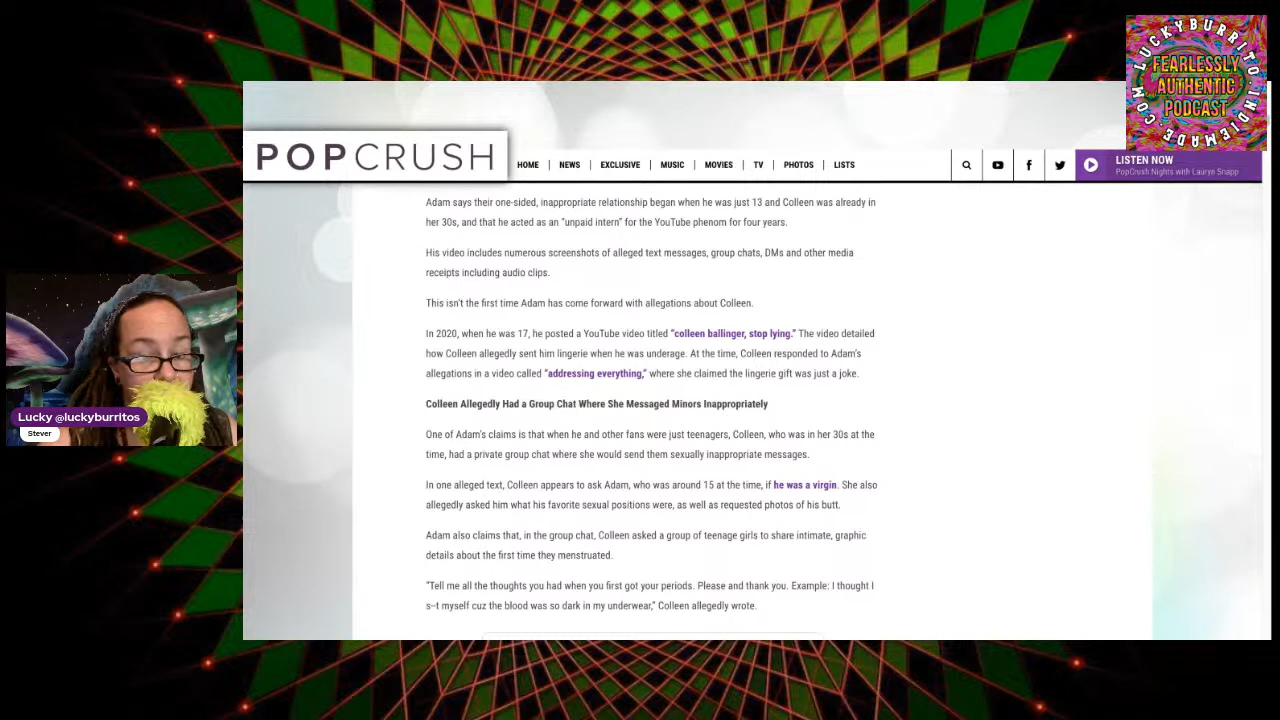 LUCKYBURRITO.INDIEMADE.COM
FEARLESSLY
AUTHENTIC
PODCAST
POPCRUSH
HOME | NEWS | EXCLUSIVE | MUSIC | MOVIES | TV | PHOTOS | LISTS
LISTEN NOW
PopCrush Nights with Lauryn Snapp
Adam says their one-sided, inappropriate relationship began when he was just 13 and Colleen was already in
her 30s, and that he acted as an "unpaid intern" for the YouTube phenom for four years.
His video includes numerous screenshots of alleged text messages, group chats, DMs and other media
receipts including audio clips.
This isn't the first time Adam has come forward with allegations about Colleen.
In 2020, when he was 17, he posted a YouTube video titled "colleen ballinger, stop lying." The video detailed
how Colleen allegedly sent him lingerie when he was underage. At the time, Colleen responded to Adam's
allegations in a video called "addressing everything," where she claimed the lingerie gift was just a joke.
Colleen Allegedly Had a Group Chat Where She Messaged Minors Inappropriately
One of Adam's claims is that when he and other fans were just teenagers, Colleen, who was in her 30s at the
time, had a private group chat where she would send them sexually inappropriate messages.
In one alleged text, Colleen appears to ask Adam, who was around 15 at the time, if he was a virgin. She also
allegedly asked him what his favorite sexual positions were, as well as requested photos of his butt.
Adam also claims that, in the group chat, Colleen asked a group of teenage girls to share intimate, graphic
details about the first time they menstruated.
"Tell me all the thoughts you had when you first got your periods. Please and thank you. Example: I thought I
s--t myself cuz the blood was so dark in my underwear," Colleen allegedly wrote.
Lucky @luckyburritos
Stever